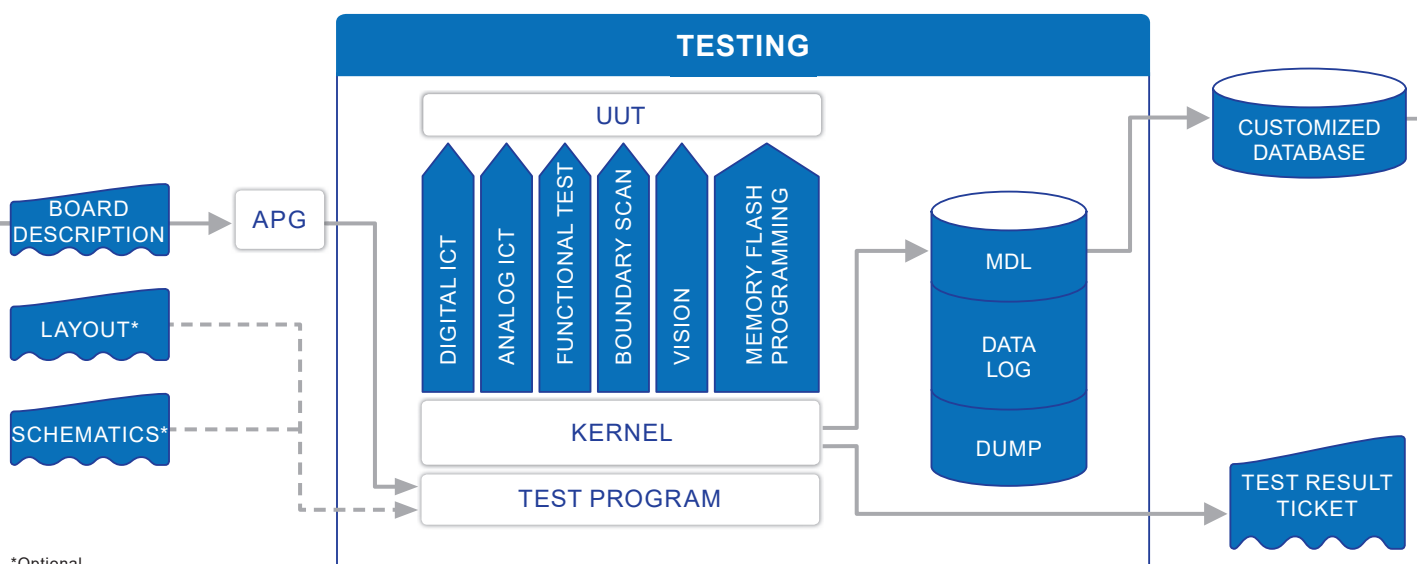 TESTING
UUT
CUSTOMIZED
DATABASE
BOARD
DESCRIPTION
APG
DIGITAL ICT
ANALOG ICT
FUNCTIONAL TEST
BOUNDARY SCAN
VISION
MEMORY FLASH
PROGRAMMING
MDL
LAYOUT*
DATA
LOG
SCHEMATICS*
KERNEL
DUMP
TEST PROGRAM
TEST RESULT
TICKET
*Optional